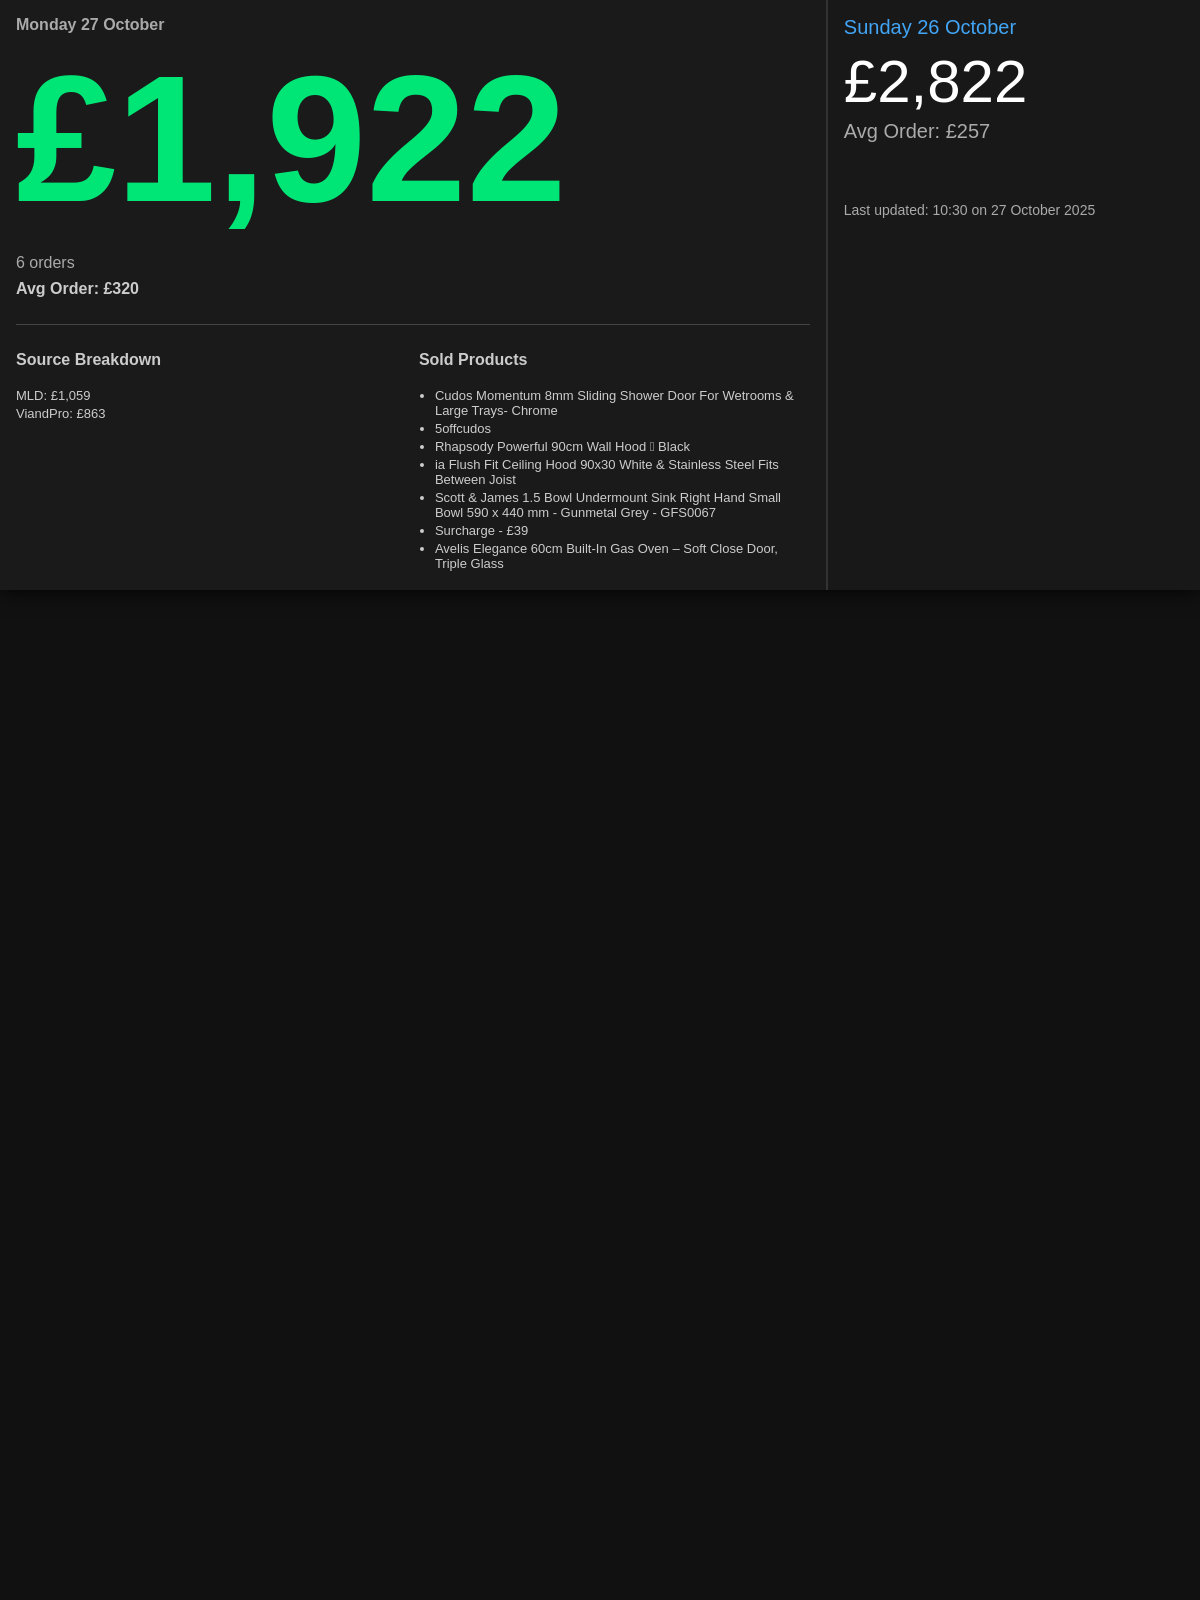 Monday 27 October
£1,922
6 orders
Avg Order: £320
Source Breakdown
MLD: £1,059
ViandPro: £863
Sold Products
• Cudos Momentum 8mm Sliding Shower Door For Wetrooms &
Large Trays- Chrome
• 5offcudos
• Rhapsody Powerful 90cm Wall Hood ▯ Black
• ia Flush Fit Ceiling Hood 90x30 White & Stainless Steel Fits
Between Joist
• Scott & James 1.5 Bowl Undermount Sink Right Hand Small
Bowl 590 x 440 mm - Gunmetal Grey - GFS0067
• Surcharge - £39
• Avelis Elegance 60cm Built-In Gas Oven – Soft Close Door,
Triple Glass
Sunday 26 October
£2,822
Avg Order: £257
Last updated: 10:30 on 27 October 2025